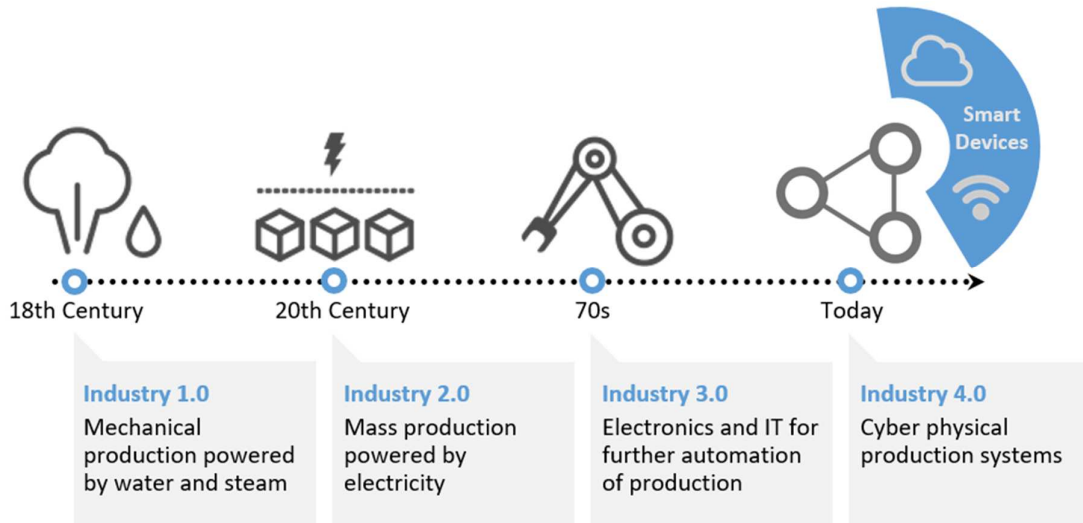 Smart
Devices
18th Century
20th Century
70s
Today
Industry 1.0
Mechanical
production powered
by water and steam
Industry 2.0
Mass production
powered by
electricity
Industry 3.0
Electronics and IT for
further automation
of production
Industry 4.0
Cyber physical
production systems